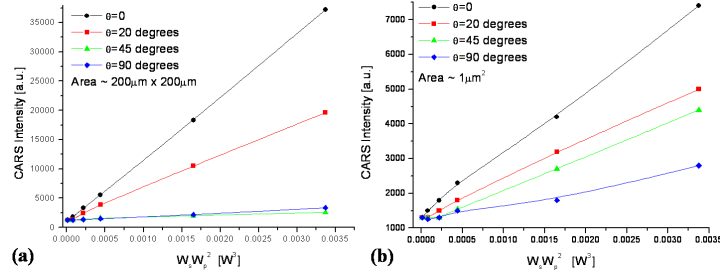 θ=0
θ=20 degrees
θ=45 degrees
θ=90 degrees
Area ~ 200μm x 200μm
CARS Intensity [a.u.]
35000
30000
25000
20000
15000
10000
5000
0
0.0000 0.0005 0.0010 0.0015 0.0020 0.0025 0.0030 0.0035
WsWp² [W³]
(a)
θ=0
θ=20 degrees
θ=45 degrees
θ=90 degrees
Area ~ 1μm²
CARS Intensity [a.u.]
7000
6000
5000
4000
3000
2000
1000
0.0000 0.0005 0.0010 0.0015 0.0020 0.0025 0.0030 0.0035
WsWp² [W³]
(b)